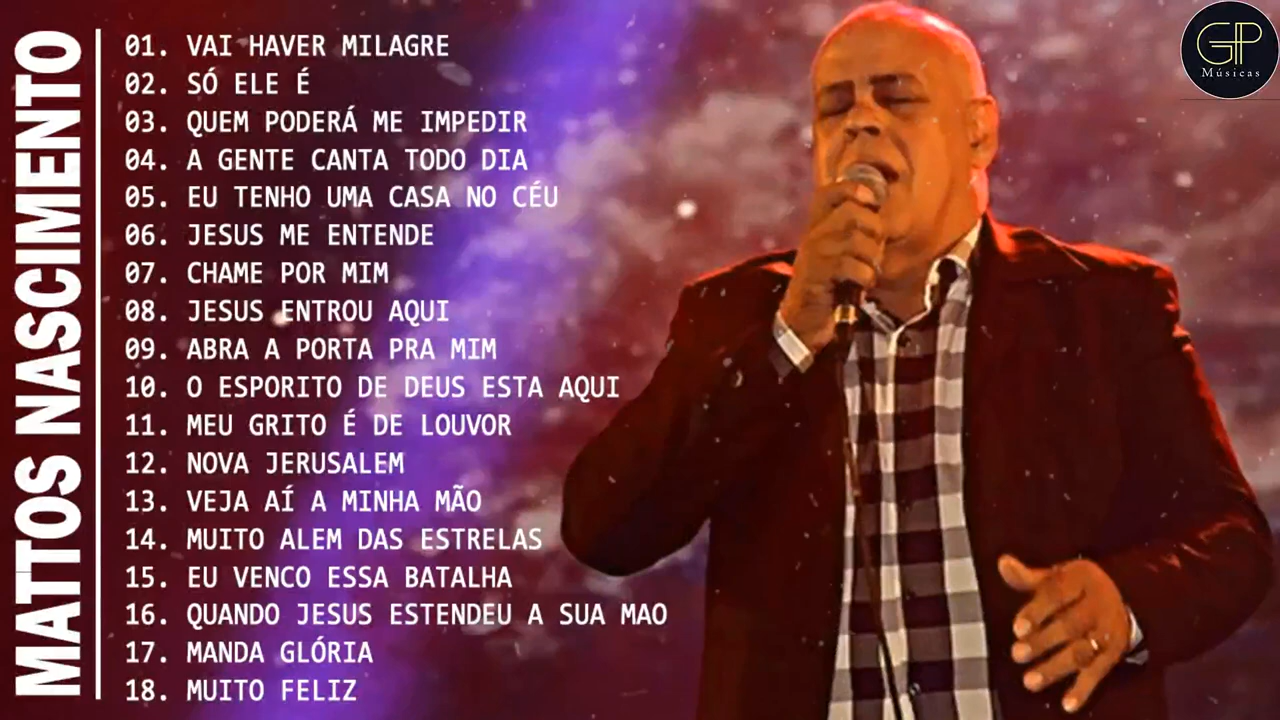 MATTOS NASCIMENTO
01. VAI HAVER MILAGRE
02. SÓ ELE É
03. QUEM PODERÁ ME IMPEDIR
04. A GENTE CANTA TODO DIA
05. EU TENHO UMA CASA NO CÉU
06. JESUS ME ENTENDE
07. CHAME POR MIM
08. JESUS ENTROU AQUI
09. ABRA A PORTA PRA MIM
10. O ESPORITO DE DEUS ESTA AQUI
11. MEU GRITO É DE LOUVOR
12. NOVA JERUSALEM
13. VEJA AÍ A MINHA MÃO
14. MUITO ALEM DAS ESTRELAS
15. EU VENCO ESSA BATALHA
16. QUANDO JESUS ESTENDEU A SUA MAO
17. MANDA GLÓRIA
18. MUITO FELIZ
GP
Músicas